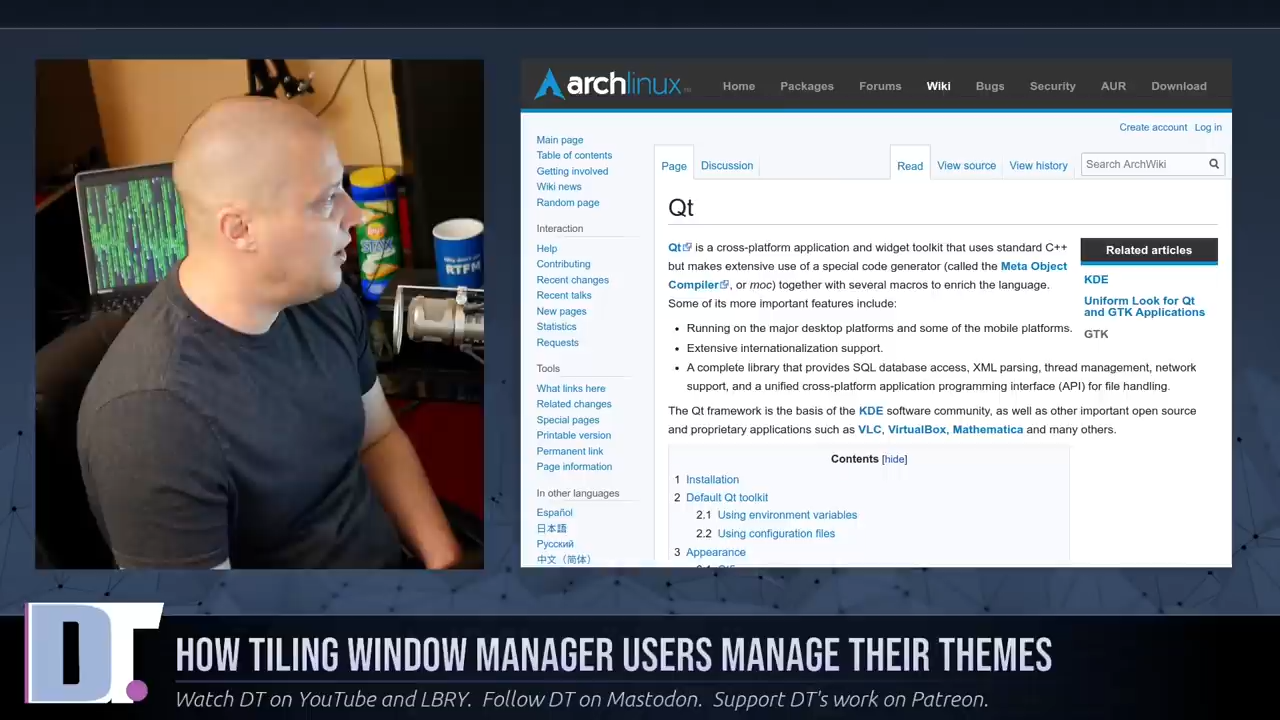 archlinux
Home Packages Forums Wiki Bugs Security AUR Download
Create account Log in
Main page
Table of contents
Getting involved
Wiki news
Random page
Interaction
Help
Contributing
Recent changes
Recent talks
New pages
Statistics
Requests
Tools
What links here
Related changes
Special pages
Printable version
Permanent link
Page information
In other languages
Español
日本語
Русский
中文（简体）
Page Discussion Read View source View history Search ArchWiki
Qt
Qt is a cross-platform application and widget toolkit that uses standard C++
but makes extensive use of a special code generator (called the Meta Object
Compiler, or moc) together with several macros to enrich the language.
Some of its more important features include:
Related articles
KDE
Uniform Look for Qt
and GTK Applications
GTK
• Running on the major desktop platforms and some of the mobile platforms.
• Extensive internationalization support.
• A complete library that provides SQL database access, XML parsing, thread management, network
support, and a unified cross-platform application programming interface (API) for file handling.
The Qt framework is the basis of the KDE software community, as well as other important open source
and proprietary applications such as VLC, VirtualBox, Mathematica and many others.
Contents [hide]
1 Installation
2 Default Qt toolkit
2.1 Using environment variables
2.2 Using configuration files
3 Appearance
STAX
RTFM
DT.
HOW TILING WINDOW MANAGER USERS MANAGE THEIR THEMES
Watch DT on YouTube and LBRY. Follow DT on Mastodon. Support DT's work on Patreon.